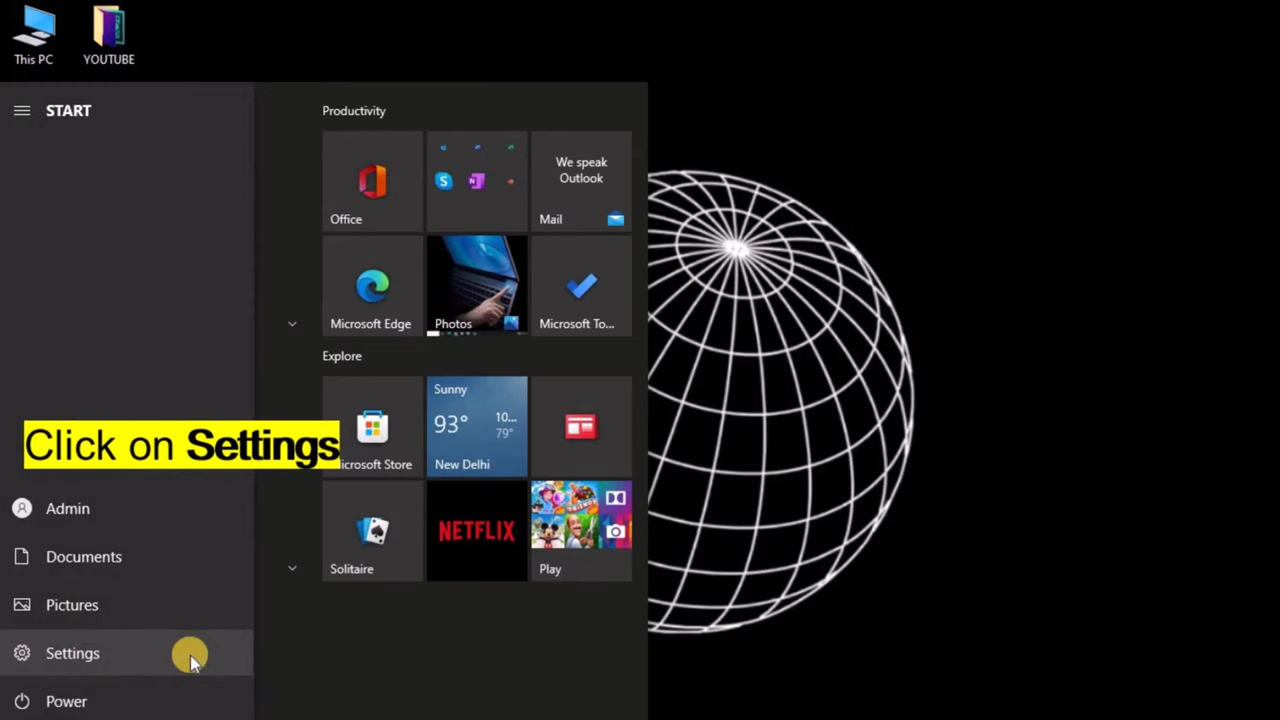 This PC
YOUTUBE
START
Productivity
Office
We speak
Outlook
Mail
Microsoft Edge
Photos
Microsoft To...
Explore
Click on Settings
icrosoft Store
Sunny
93°
10...
79°
New Delhi
Solitaire
NETFLIX
Play
Admin
Documents
Pictures
Settings
Power